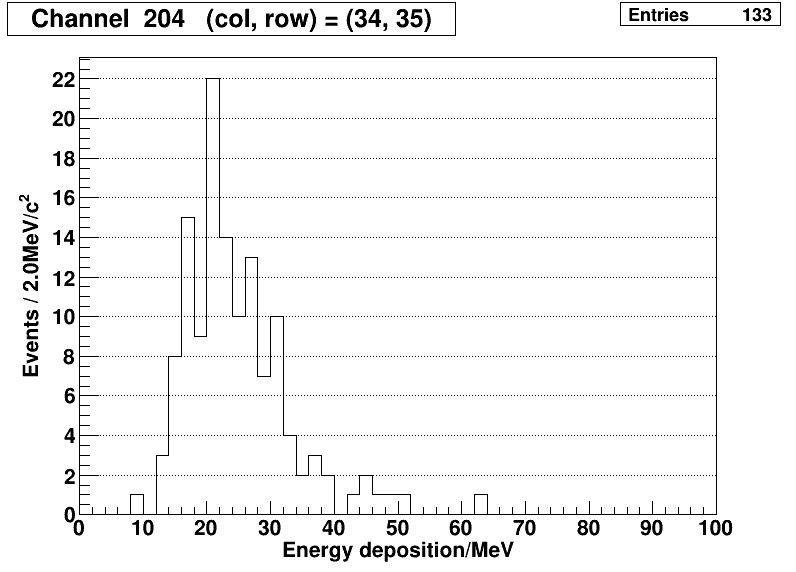 Channel 204 (col, row) = (34, 35)
Entries 133
Events / 2.0MeV/c²
22
20
18
16
14
12
10
8
6
4
2
0
0 10 20 30 40 50 60 70 80 90 100
Energy deposition/MeV